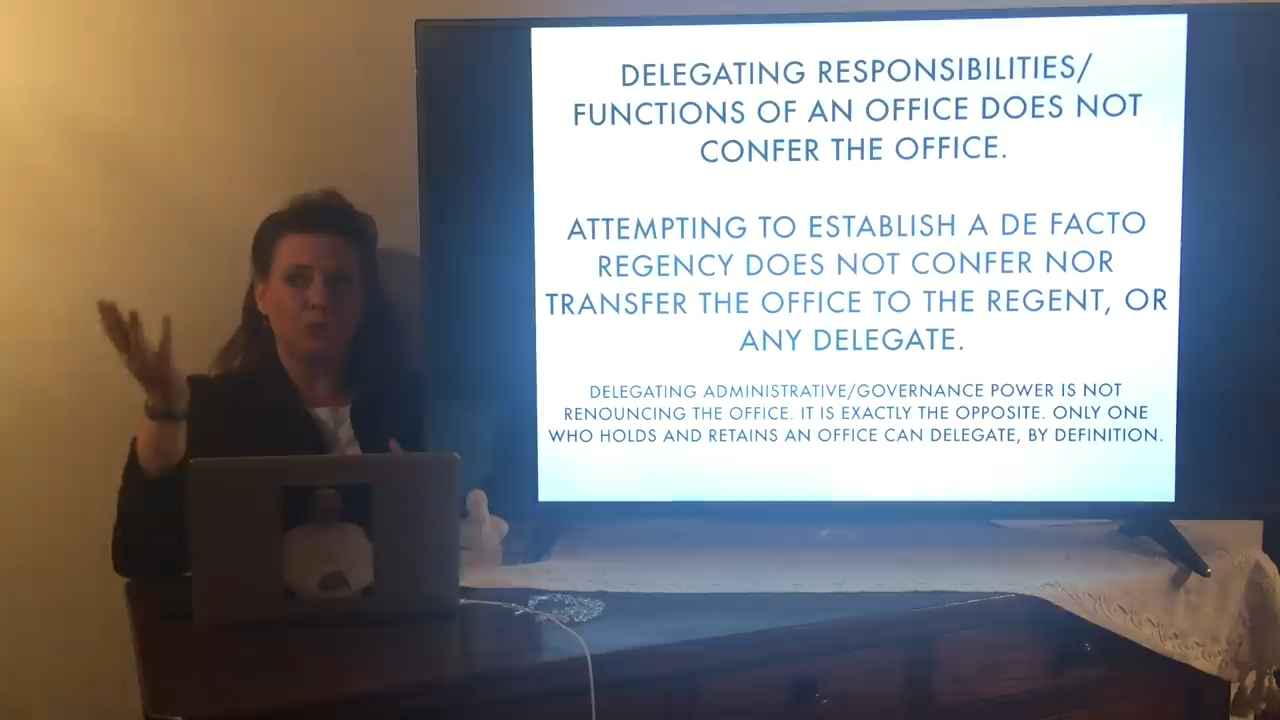 DELEGATING RESPONSIBILITIES/
FUNCTIONS OF AN OFFICE DOES NOT
CONFER THE OFFICE.
ATTEMPTING TO ESTABLISH A DE FACTO
REGENCY DOES NOT CONFER NOR
TRANSFER THE OFFICE TO THE REGENT, OR
ANY DELEGATE.
DELEGATING ADMINISTRATIVE/GOVERNANCE POWER IS NOT
RENOUNCING THE OFFICE. IT IS EXACTLY THE OPPOSITE. ONLY ONE
WHO HOLDS AND RETAINS AN OFFICE CAN DELEGATE, BY DEFINITION.